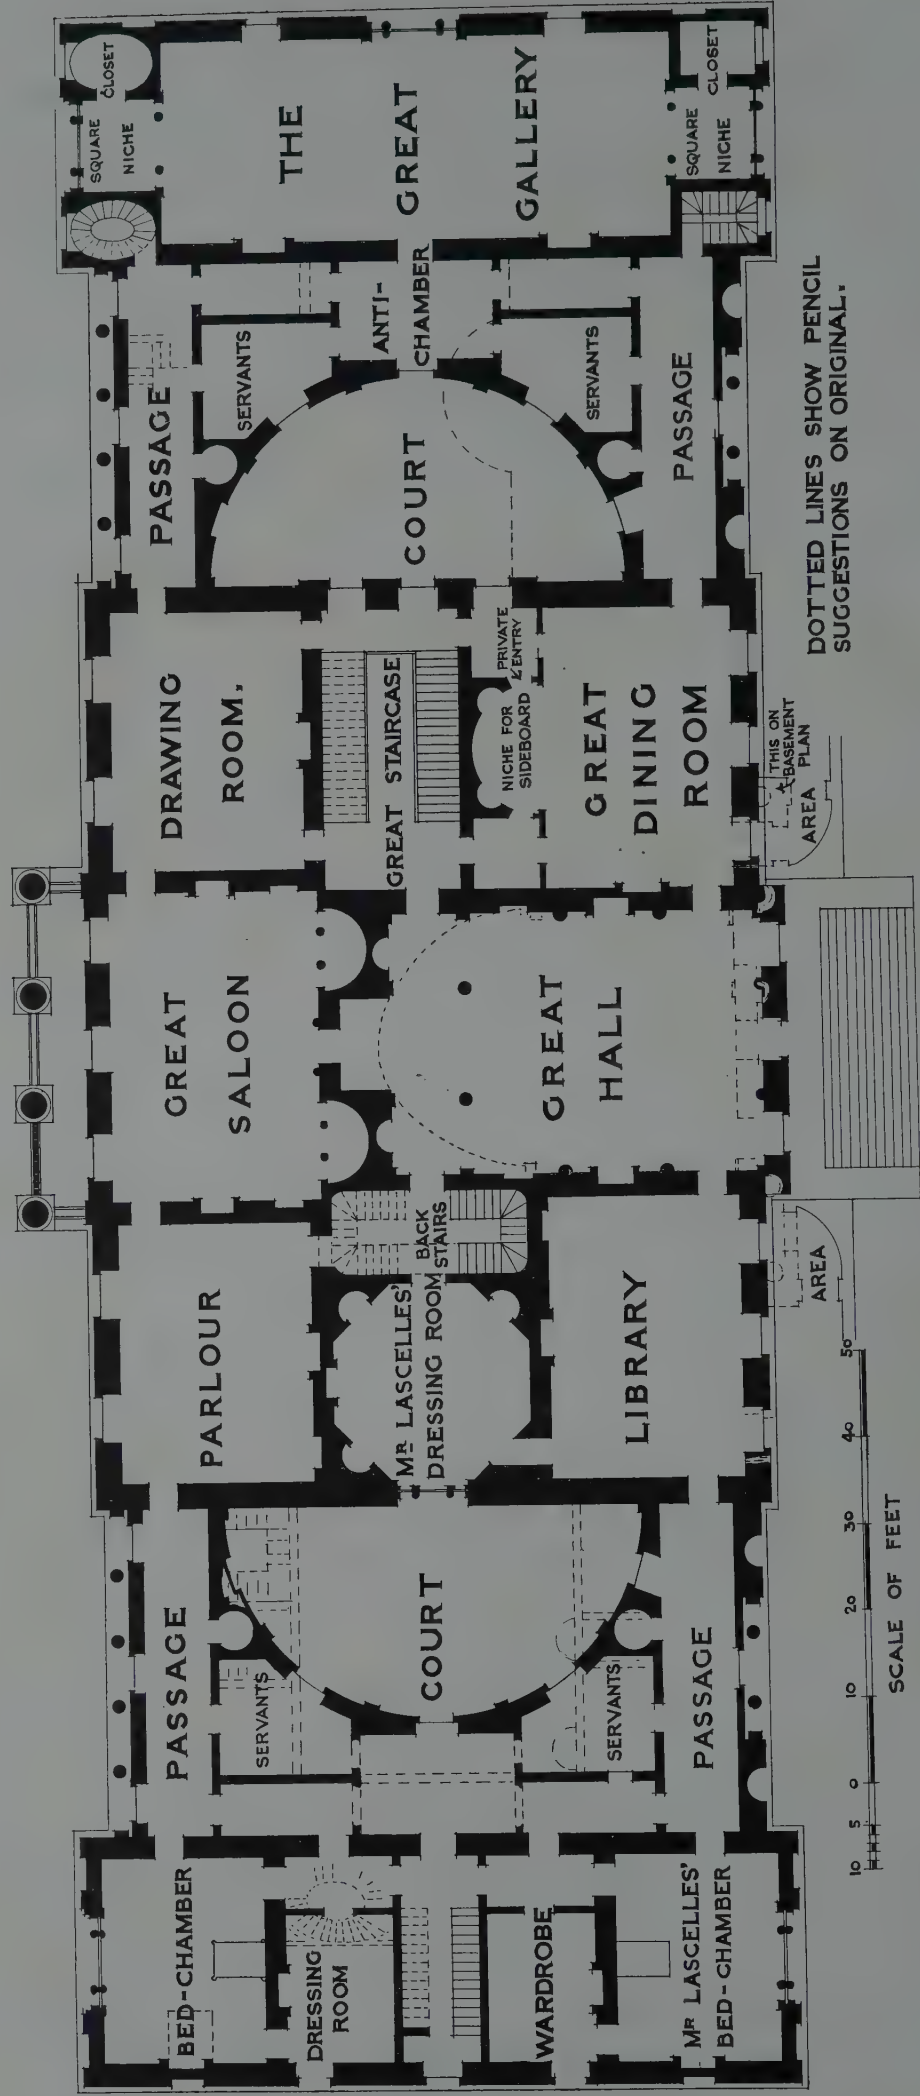 BED-CHAMBER
DRESSING
ROOM
WARDROBE
MR LASCELLES'
BED-CHAMBER
PASSAGE
SERVANTS
COURT
SERVANTS
PASSAGE
PARLOUR
MR LASCELLES'
DRESSING ROOM
BACK
STAIRS
LIBRARY
GREAT
SALOON
GREAT
HALL
DRAWING
ROOM.
GREAT STAIRCASE
NICHE FOR
SIDEBOARD
PRIVATE
ENTRY
GREAT
DINING
ROOM
PASSAGE
SERVANTS
COURT
SERVANTS
PASSAGE
ANTI-
CHAMBER
SQUARE
NICHE
CLOSET
THE
GREAT
GALLERY
SQUARE
NICHE
CLOSET
AREA
THIS ON
BASEMENT
PLAN
AREA
DOTTED LINES SHOW PENCIL
SUGGESTIONS ON ORIGINAL.
10 5 0 10 20 30 40 50
SCALE OF FEET